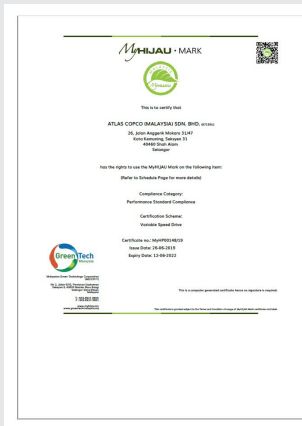 MyHIJAU • MARK
This is to certify that
ATLAS COPCO (MALAYSIA) SDN. BHD.
26, Jalan Anggerik Mokara 31/47
Kota Kemuning, Seksyen 31
40460 Shah Alam
Selangor
has the rights to use the MyHIJAU Mark on the following item:
(Refer to Schedule Page for more details)
Compliance Category:
Performance Standard Compliance
Certification Scheme:
Variable Speed Drive
Certificate no.: MyHP00148/19
Issue Date: 26-06-2019
Expiry Date: 12-06-2022
GreenTech
Malaysia
Malaysian Green Technology Corporation
This is a computer generated certificate hence no signature is required.